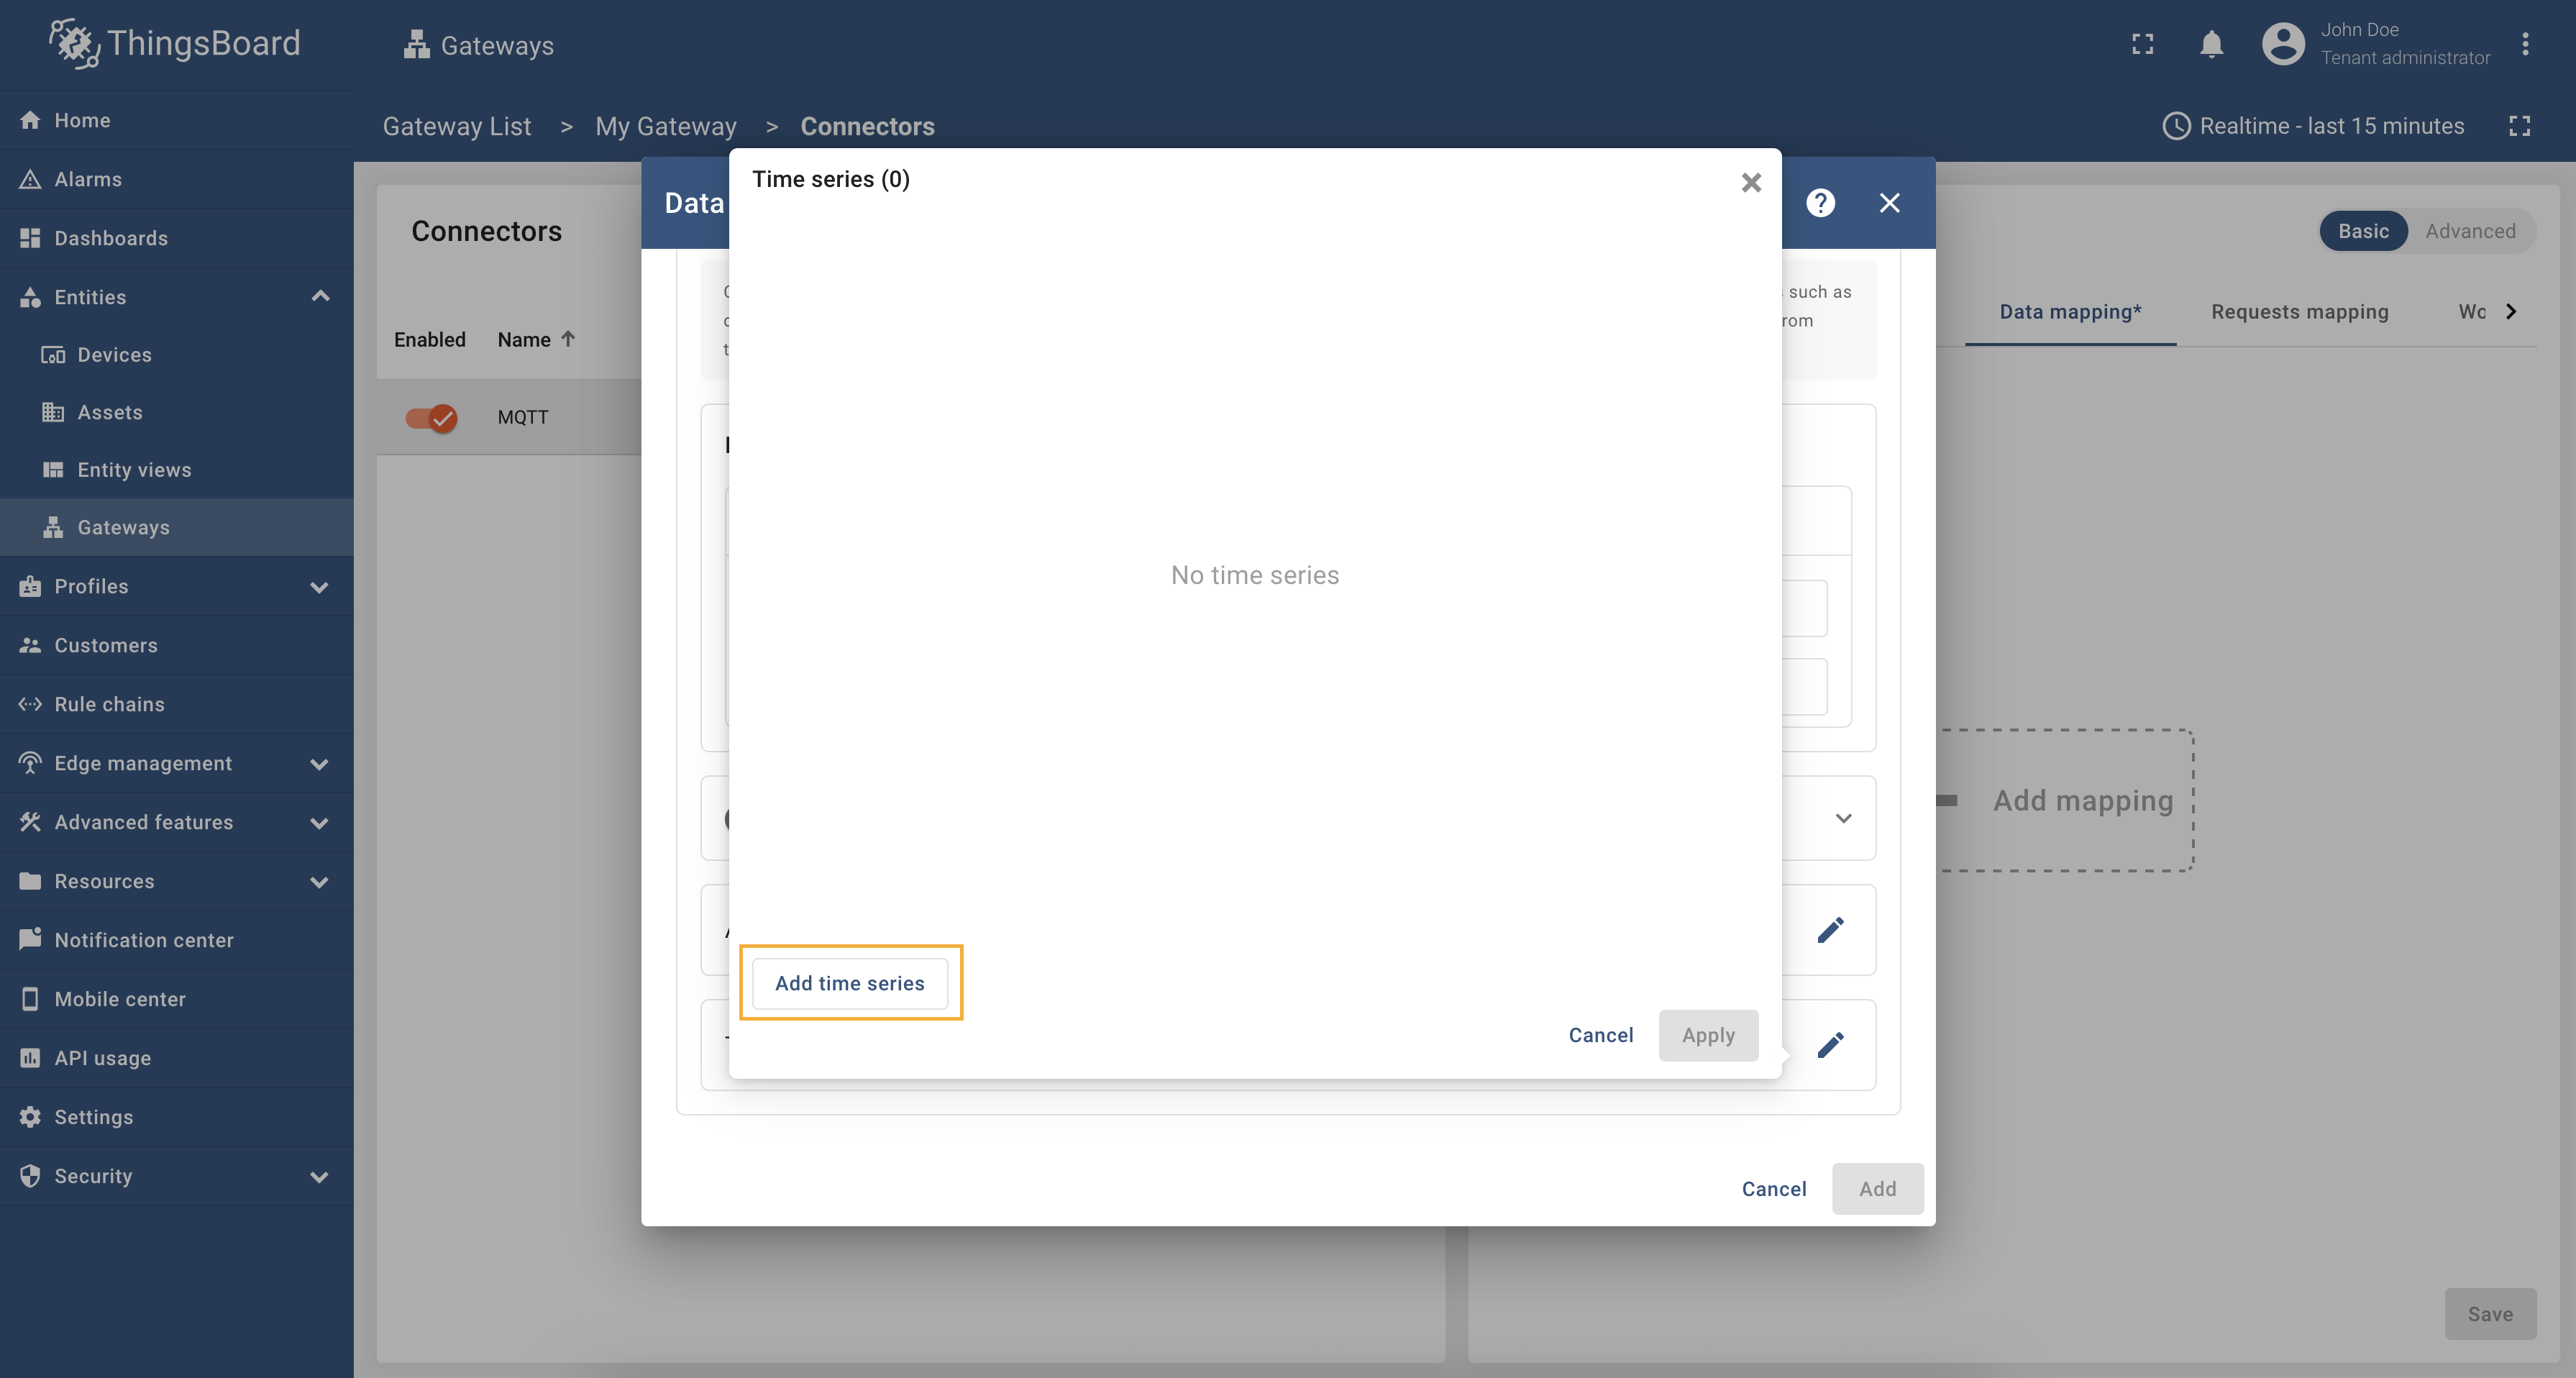 ThingsBoard
Gateways
John Doe
Tenant administrator
Home
Alarms
Dashboards
Entities
Devices
Assets
Entity views
Gateways
Profiles
Customers
Rule chains
Edge management
Advanced features
Resources
Notification center
Mobile center
API usage
Settings
Security
Gateway List > My Gateway > Connectors
Realtime - last 15 minutes
Connectors
Enabled Name
MQTT
Basic Advanced
Data mapping* Requests mapping
Add mapping
Save
Data
such as
Cancel Add
Time series (0)
No time series
Add time series
Cancel Apply